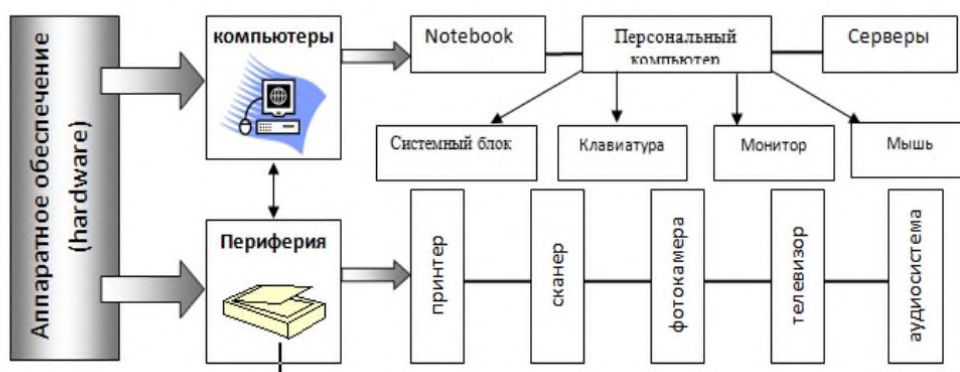 Аппаратное обеспечение
(hardware)
компьютеры
Notebook
Персональный
компьютер
Серверы
Системный блок
Клавиатура
Монитор
Мышь
Периферия
принтер
сканер
фотокамера
телевизор
аудиосистема